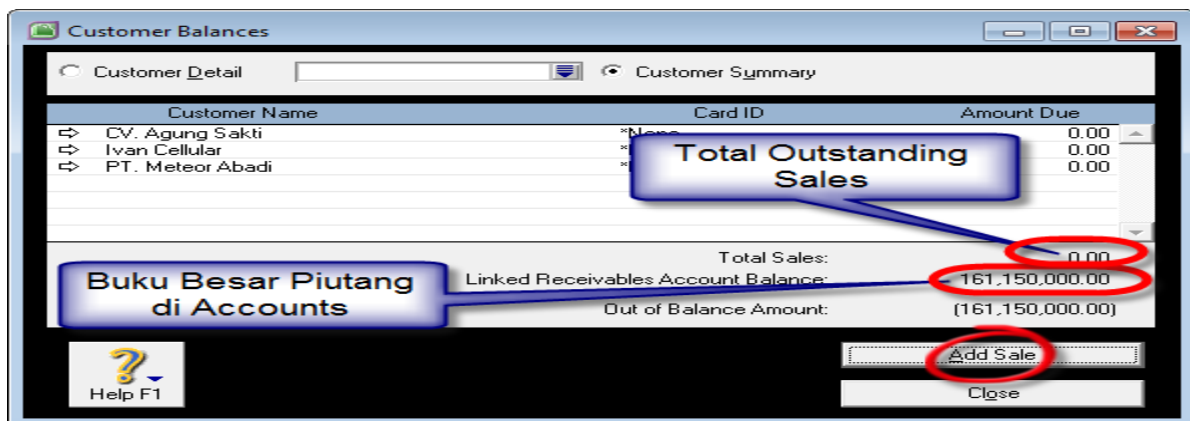 Customer Balances
Customer Detail
Customer Summary
Customer Name Card ID Amount Due
CV. Agung Sakti *None 0.00
Ivan Cellular 0.00
PT. Meteor Abadi 0.00
Total Outstanding
Sales
Total Sales: 0.00
Buku Besar Piutang
di Accounts
Linked Receivables Account Balance: 161,150,000.00
Out of Balance Amount: (161,150,000.00)
Help F1
Add Sale
Close